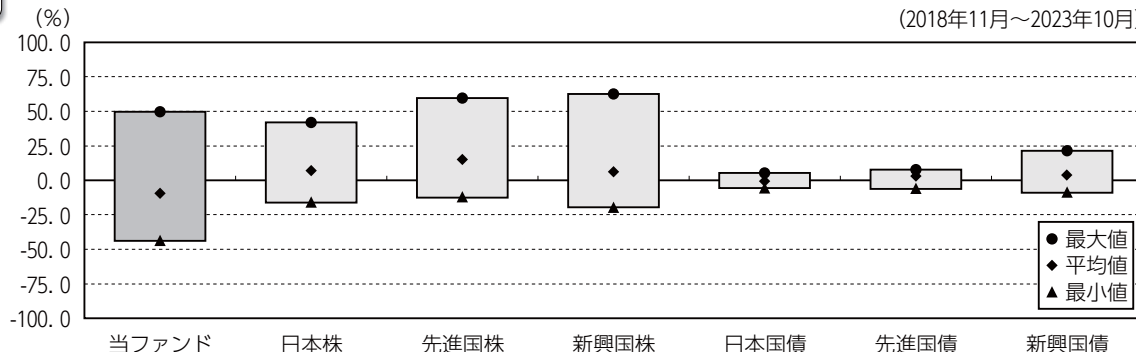 (%)
(2018年11月～2023年10月)
100. 0
75. 0
50. 0
25. 0
0. 0
-25. 0
-50. 0
-75. 0
-100. 0
● 最大値
◆ 平均値
▲ 最小値
当ファンド 日本株 先進国株 新興国株 日本国債 先進国債 新興国債